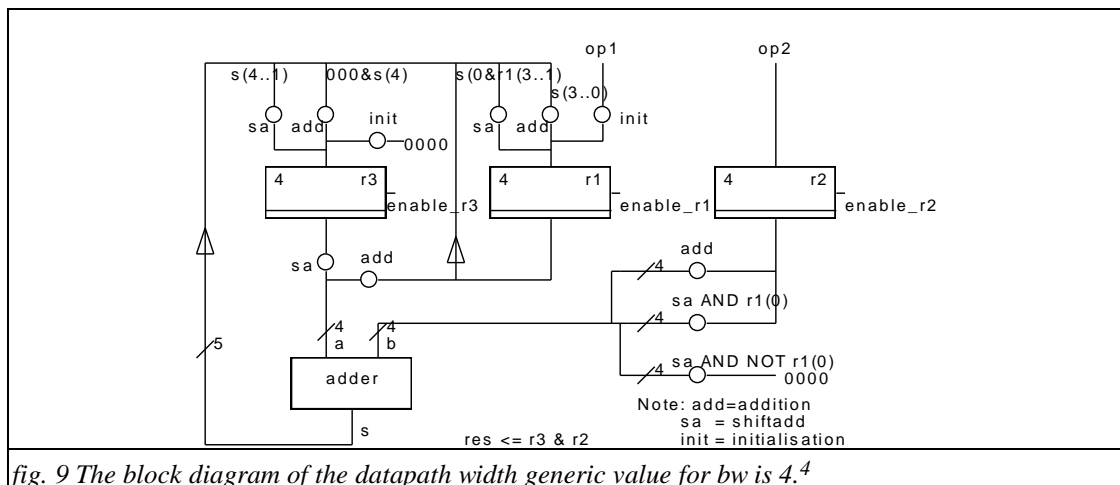 op1 op2
s(4..1) 000&s(4) s(0&r1(3..1)
s(3..0)
sa add init sa add init
0000
4 r3 4 r1 4 r2
enable_r3 enable_r1 enable_r2
sa add add
4
sa AND r1(0)
4 4 4
a b
5
sa AND NOT r1(0)
4
0000
adder
Note: add=addition
s sa = shiftadd
res <= r3 & r2 init = initialisation
fig. 9 The block diagram of the datapath width generic value for bw is 4.4